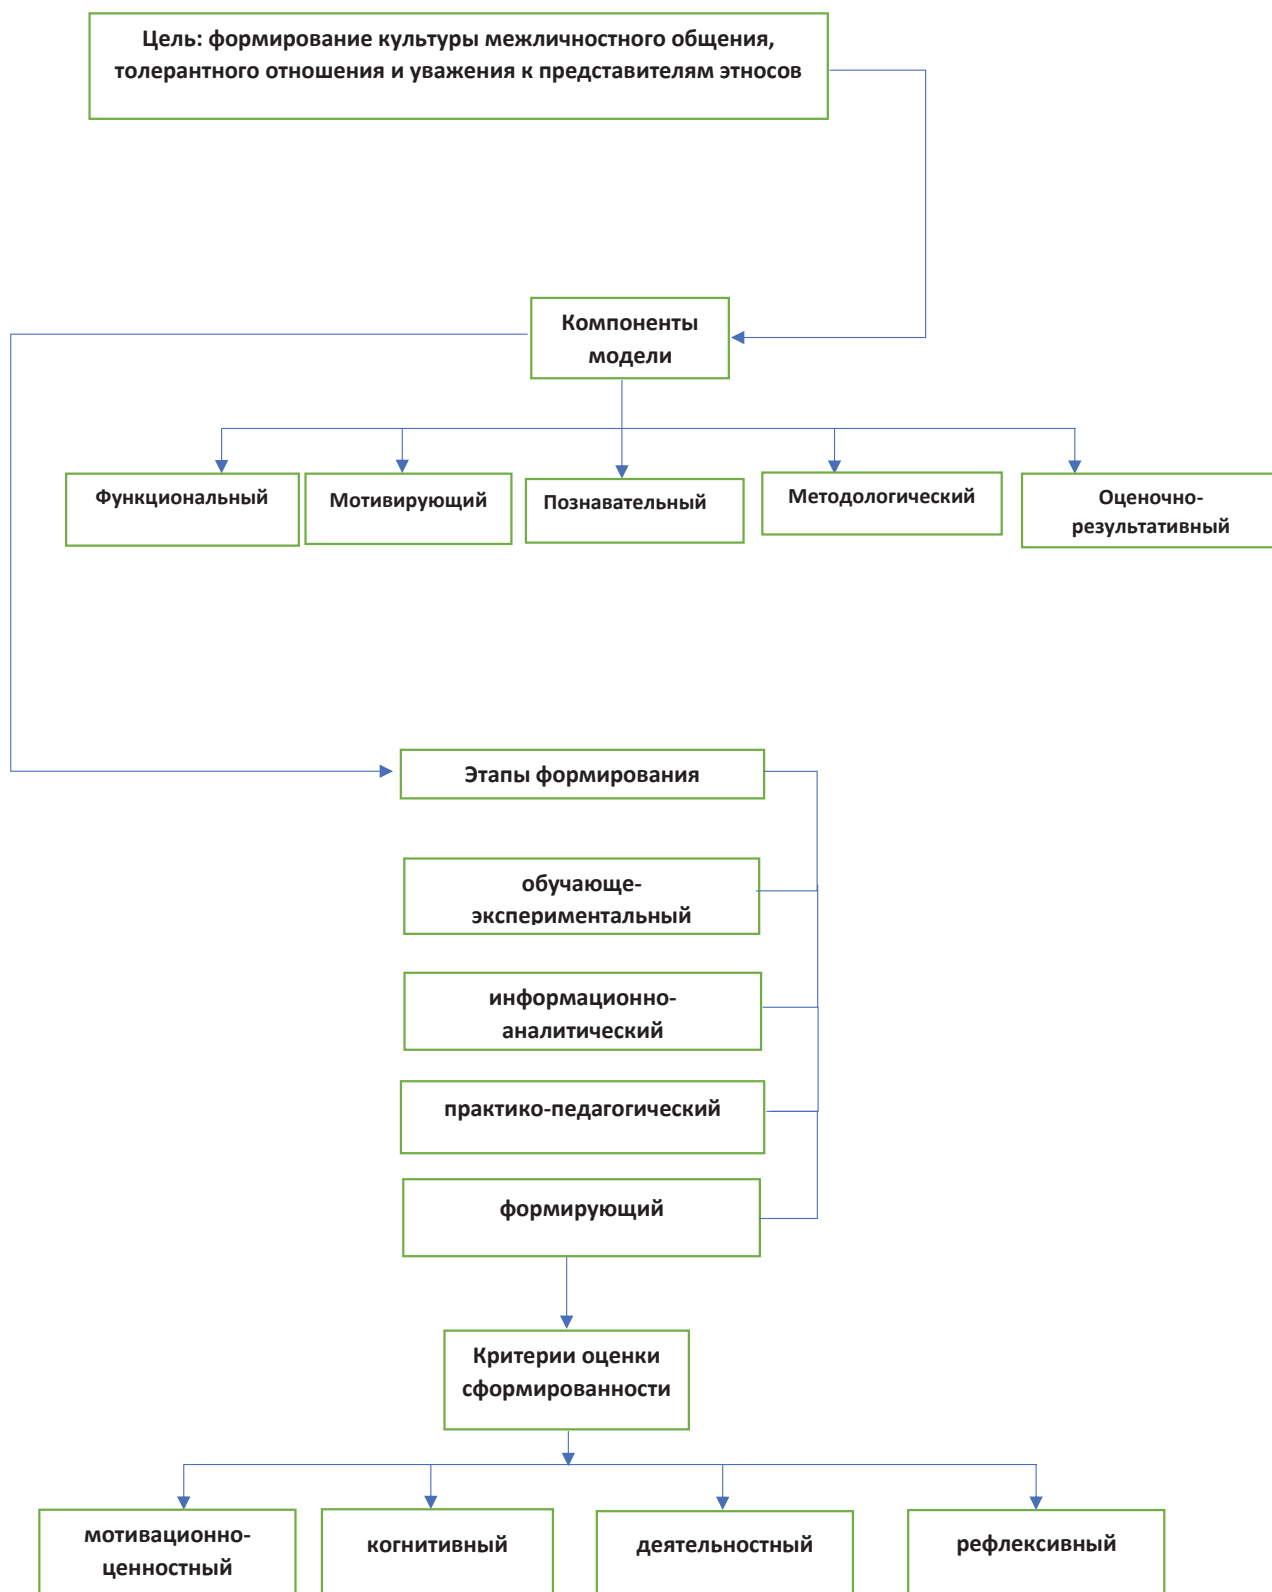 Цель: формирование культуры межличностного общения,
толерантного отношения и уважения к представителям этносов
Компоненты
модели
Функциональный
Мотивирующий
Познавательный
Методологический
Оценочно-
результативный
Этапы формирования
обучающе-
экспериментальный
информационно-
аналитический
практико-педагогический
формирующий
Критерии оценки
сформированности
мотивационно-
ценностный
когнитивный
деятельностный
рефлексивный